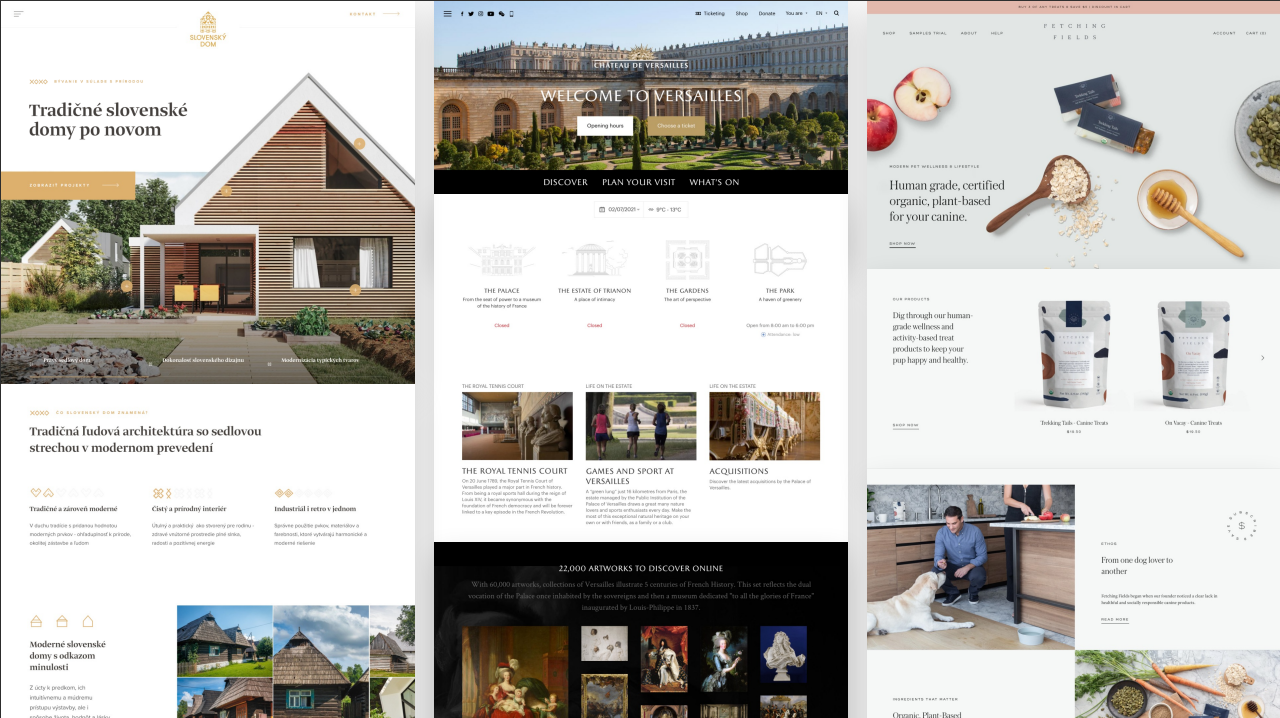 KONTAKT
SLOVENSKÝ
DOM
BÝVANIE V SÚLADE S PRÍRODOU
Tradičné slovenské
domy po novom
ZOBRAZIŤ PROJEKTY
Pravý sedlový dom
Dokonalosť slovenského dizajnu
Modernizácia typických tvarov
ČO SLOVENSKÝ DOM ZNAMENÁ?
Tradičná ľudová architektúra so sedlovou
strechou v modernom prevedení
Tradičné a zároveň moderné
V duchu tradície s pridanou hodnotou
moderných prvkov - ohľaduplnosť k prírode,
okolitej zástavbe a ľuďom
Čistý a prírodný interiér
Útulný a praktický ako stvorený pre rodinu -
zdravé vnútorné prostredie plné slnka,
radosti a pozitívnej energie
Industriál i retro v jednom
Správne použitie prvkov, materiálov a
farebnosti, ktoré vytvárajú harmonické a
moderné riešenie
Moderné slovenské
domy s odkazom
minulosti
Z úcty k predkom, ich
intuitívnemu a múdremu
prístupu výstavby, ale i
Ticketing
Shop
Donate
You are
EN
CHÂTEAU DE VERSAILLES
WELCOME TO VERSAILLES
Opening hours
Choose a ticket
DISCOVER
PLAN YOUR VISIT
WHAT'S ON
02/07/2021
9°C - 13°C
THE PALACE
From the seat of power to a museum
of the history of France
Closed
THE ESTATE OF TRIANON
A place of intimacy
Closed
THE GARDENS
The art of perspective
Closed
THE PARK
A haven of greenery
Open from 8:00 am to 6:00 pm
Attendance: low
THE ROYAL TENNIS COURT
THE ROYAL TENNIS COURT
On 20 June 1789, the Royal Tennis Court of
Versailles played a major part in French history.
From being a royal sports hall during the reign of
Louis XIV, it became synonymous with the
foundation of French democracy and will be forever
linked to a key episode in the French Revolution.
LIFE ON THE ESTATE
GAMES AND SPORT AT
VERSAILLES
A "green lung" just 18 kilometres from Paris, the
estate managed by the Public Institution of the
Palace of Versailles draws a great many nature
lovers and sports enthusiasts every day. Make the
most of this exceptional natural heritage on your
own or with friends, as a family or a club.
LIFE ON THE ESTATE
ACQUISITIONS
Discover the latest acquisitions by the Palace of
Versailles.
22,000 ARTWORKS TO DISCOVER ONLINE
With 60,000 artworks, collections of Versailles illustrate 5 centuries of French History. This set reflects the dual
vocation of the Palace once inhabited by the sovereigns and then a museum dedicated "to all the glories of France"
inaugurated by Louis-Philippe in 1837.
BUY 3 OF ANY TREATS & SAVE $5 | DISCOUNT IN CART
FETCHING
FIELDS
SHOP
SAMPLES TRIAL
ABOUT
HELP
ACCOUNT
CART (0)
MODERN PET WELLNESS & LIFESTYLE
Human grade, certified
organic, plant-based
for your canine.
SHOP NOW
OUR PRODUCTS
Dig through our human-
grade wellness and
activity-based treat
products to keep your
pup happy and healthy.
SHOP NOW
Trekking Tails - Canine Treats
$16.50
On Vacay - Canine Treats
$16.50
ETHOS
From one dog lover to
another
Fetching Fields began when our founder noticed a clear lack in
healthful and socially responsible canine products.
READ MORE
INGREDIENTS THAT MATTER
Organic, Plant-Based